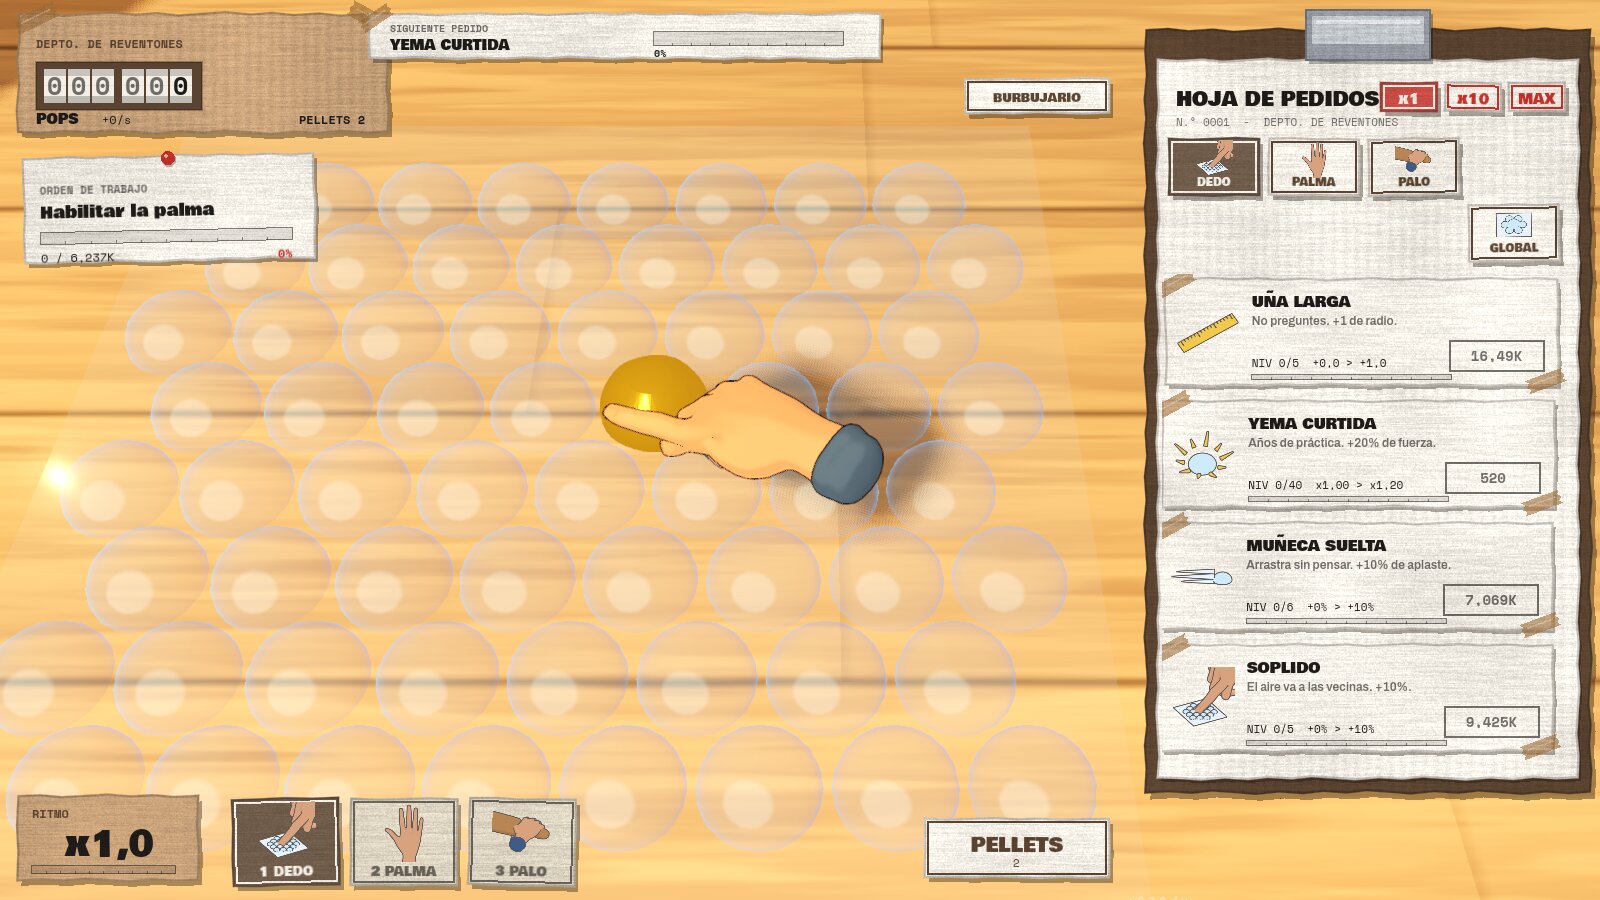 DEPTO. DE REVENTONES
000 000
POPS +0/s PELLETS 2
SIGUIENTE PEDIDO
YEMA CURTIDA
0%
BURBUJARIO
ORDEN DE TRABAJO
Habilitar la palma
0 / 6,237K 0%
HOJA DE PEDIDOS x1 x10 MAX
N.° 0001 - DEPTO. DE REVENTONES
DEDO PALMA PALO
GLOBAL
UÑA LARGA
No preguntes. +1 de radio.
NIV 0/5 +0,0 > +1,0 16,49K
YEMA CURTIDA
Años de práctica. +20% de fuerza.
NIV 0/40 x1,00 > x1,20 520
MUÑECA SUELTA
Arrastra sin pensar. +10% de aplaste.
NIV 0/6 +0% > +10% 7,069K
SOPLIDO
El aire va a las vecinas. +10%.
NIV 0/5 +0% > +10% 9,425K
RITMO
x1,0
1 DEDO 2 PALMA 3 PALO
PELLETS
2